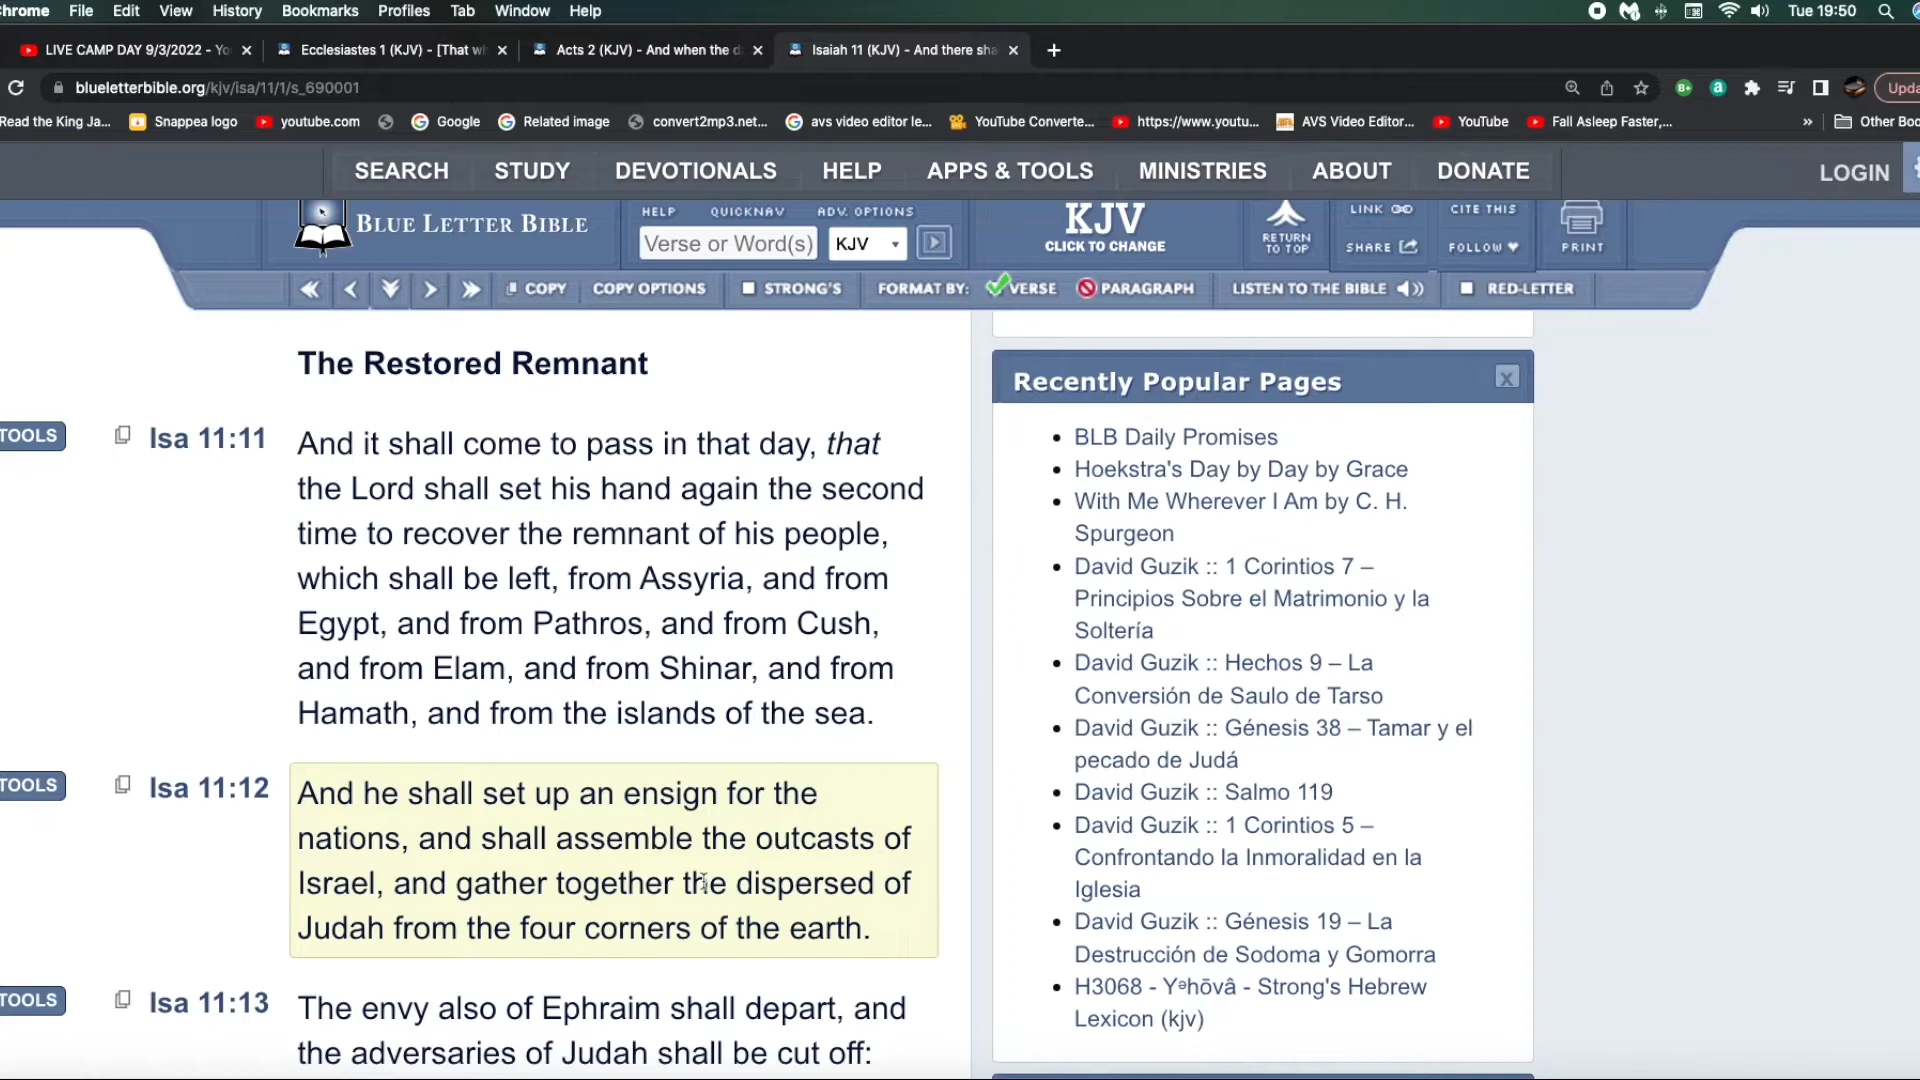 Chrome File Edit View History Bookmarks Profiles Tab Window Help Tue 19:50
LIVE CAMP DAY 9/3/2022 - Yo
Ecclesiastes 1 (KJV) - [That w
Acts 2 (KJV) - And when the d
Isaiah 11 (KJV) - And there sha
blueletterbible.org/kjv/isa/11/1/s_690001
Upda
Read the King Ja... Snappea logo youtube.com Google Related image convert2mp3.net... avs video editor le... YouTube Converte... https://www.youtu... AVS Video Editor... YouTube Fall Asleep Faster,... » Other Boo
SEARCH STUDY DEVOTIONALS HELP APPS & TOOLS MINISTRIES ABOUT DONATE LOGIN
BLUE LETTER BIBLE
HELP QUICKNAV ADV. OPTIONS
Verse or Word(s) KJV
KJV
CLICK TO CHANGE
RETURN
TO TOP
LINK CITE THIS
SHARE FOLLOW
PRINT
COPY COPY OPTIONS STRONG'S FORMAT BY: VERSE PARAGRAPH LISTEN TO THE BIBLE RED-LETTER
The Restored Remnant
TOOLS Isa 11:11
And it shall come to pass in that day, that
the Lord shall set his hand again the second
time to recover the remnant of his people,
which shall be left, from Assyria, and from
Egypt, and from Pathros, and from Cush,
and from Elam, and from Shinar, and from
Hamath, and from the islands of the sea.
TOOLS Isa 11:12
And he shall set up an ensign for the
nations, and shall assemble the outcasts of
Israel, and gather together the dispersed of
Judah from the four corners of the earth.
TOOLS Isa 11:13
The envy also of Ephraim shall depart, and
the adversaries of Judah shall be cut off:
Recently Popular Pages x
BLB Daily Promises
Hoekstra's Day by Day by Grace
With Me Wherever I Am by C. H.
Spurgeon
David Guzik :: 1 Corintios 7 –
Principios Sobre el Matrimonio y la
Soltería
David Guzik :: Hechos 9 – La
Conversión de Saulo de Tarso
David Guzik :: Génesis 38 – Tamar y el
pecado de Judá
David Guzik :: Salmo 119
David Guzik :: 1 Corintios 5 –
Confrontando la Inmoralidad en la
Iglesia
David Guzik :: Génesis 19 – La
Destrucción de Sodoma y Gomorra
H3068 - Yᵊhōvâ - Strong's Hebrew
Lexicon (kjv)